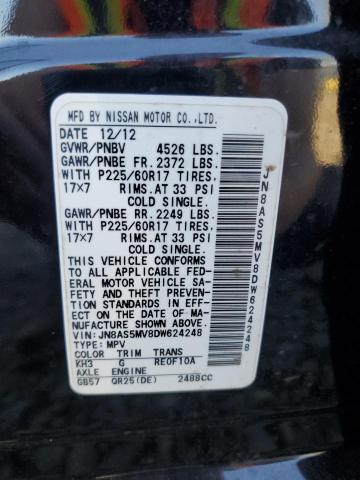 MFD BY NISSAN MOTOR CO.,LTD.
DATE 12/12
GVWR/PNBV 4526 LBS.
GAWR/PNBE FR. 2372 LBS.
WITH P225/60R17 TIRES,
17×7 RIMS, AT 33 PSI
COLD SINGLE.
GAWR/PNBE RR. 2249 LBS.
WITH P225/60R17 TIRES,
17×7 RIMS, AT 33 PSI
COLD SINGLE.
THIS VEHICLE CONFORMS
TO ALL APPLICABLE FED-
ERAL MOTOR VEHICLE SA-
FETY AND THEFT PREVEN-
TION STANDARDS IN EFF-
ECT ON THE DATE OF MA-
NUFACTURE SHOWN ABOVE.
VIN:JN8AS5MV8DW624248
TYPE: MPV
COLOR TRIM TRANS
KH3 G RE0F10A
AXLE ENGINE
GB57 QR25(DE) 2488CC
JN8AS5MV8DW624248